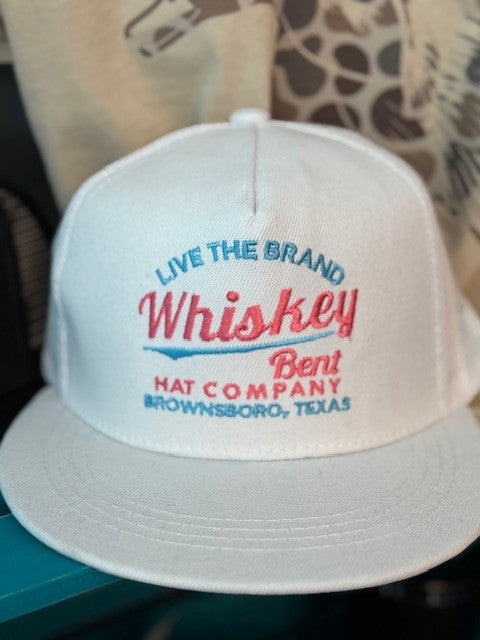 LIVE THE BRAND
Whiskey
Bent
HAT COMPANY
BROWNSBORO, TEXAS